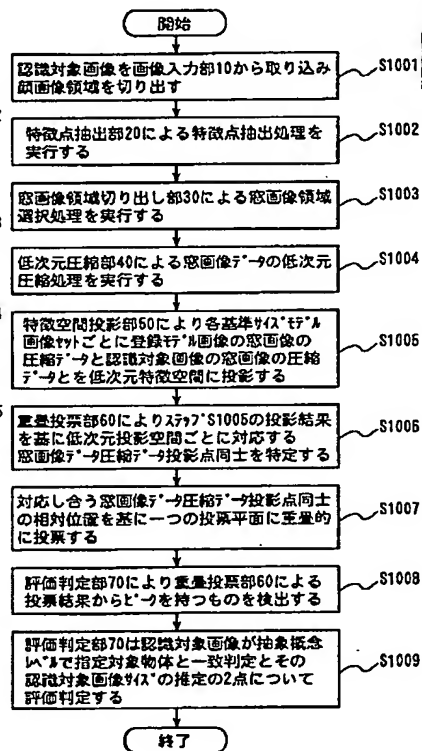 開始
認識対象画像を画像入力部10から取り込み
顔画像領域を切り出す
S1001
特徴点抽出部20による特徴点抽出処理を
実行する
S1002
窓画像領域切り出し部30による窓画像領域
選択処理を実行する
S1003
低次元圧縮部40による窓画像データの低次元
圧縮処理を実行する
S1004
特徴空間投影部50により各基準サイズモデル
画像セットごとに登録モデル画像の窓画像の
圧縮データと認識対象画像の窓画像の圧縮
データとを低次元特徴空間に投影する
S1005
重畳投票部60によりステップS1005の投影結果
を基に低次元投影空間ごとに対応する
窓画像データ圧縮データ投影点同士を特定する
S1006
対応し合う窓画像データ圧縮データ投影点同士
の相対位置を基に一つの投票平面に重畳的
に投票する
S1007
評価判定部70により重畳投票部60による
投票結果からピークを持つものを検出する
S1008
評価判定部70は認識対象画像が抽象概念
レベルで指定対象物体と一致判定とその
認識対象画像サイズの推定の2点について
評価判定する
S1009
終了